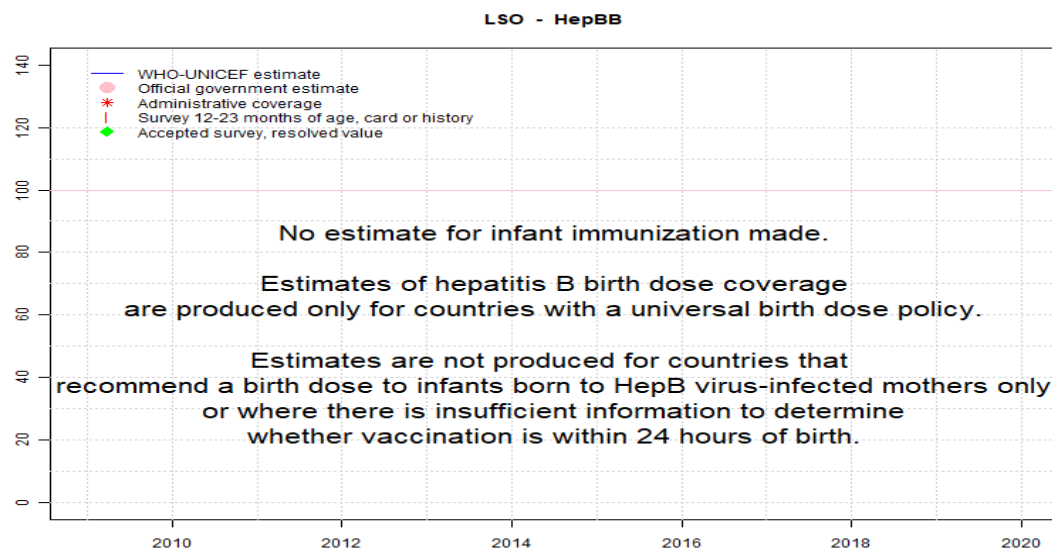 LSO - HepBB
WHO-UNICEF estimate
Official government estimate
Administrative coverage
Survey 12-23 months of age, card or history
Accepted survey, resolved value
140
120
100
80
60
40
20
0
No estimate for infant immunization made.
Estimates of hepatitis B birth dose coverage
are produced only for countries with a universal birth dose policy.
Estimates are not produced for countries that
recommend a birth dose to infants born to HepB virus-infected mothers only
or where there is insufficient information to determine
whether vaccination is within 24 hours of birth.
2010 2012 2014 2016 2018 2020